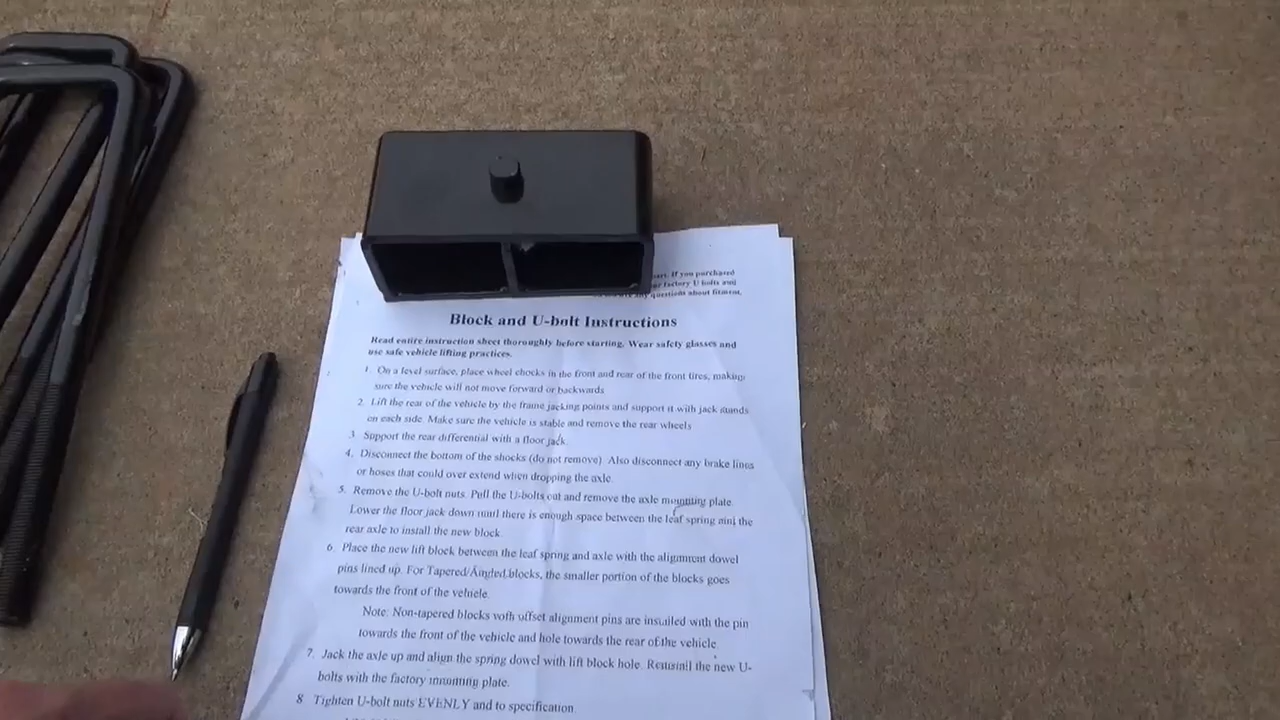 If you purchased
factory U bolts and
any questions about fitment,
Block and U-bolt Instructions
Read entire instruction sheet thoroughly before starting. Wear safety glasses and
use safe vehicle lifting practices.
1. On a level surface, place wheel chocks in the front and rear of the front tires, making
sure the vehicle will not move forward or backwards
2. Lift the rear of the vehicle by the frame jacking points and support it with jack stands
on each side. Make sure the vehicle is stable and remove the rear wheels
3. Support the rear differential with a floor jack.
4. Disconnect the bottom of the shocks (do not remove). Also disconnect any brake lines
or hoses that could over extend when dropping the axle.
5. Remove the U-bolt nuts. Pull the U-bolts out and remove the axle mounting plate.
Lower the floor jack down until there is enough space between the leaf spring and the
rear axle to install the new block.
6. Place the new lift block between the leaf spring and axle with the alignment dowel
pins lined up. For Tapered/Angled blocks, the smaller portion of the blocks goes
towards the front of the vehicle.
Note: Non-tapered blocks with offset alignment pins are installed with the pin
towards the front of the vehicle and hole towards the rear of the vehicle
7. Jack the axle up and align the spring dowel with lift block hole. Reinstall the new U-
bolts with the factory mounting plate.
8 Tighten U-bolt nuts EVENLY and to specification